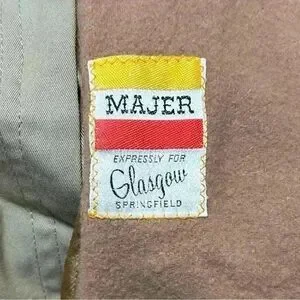 MAJER
EXPRESSLY FOR
Glasgow
SPRINGFIELD